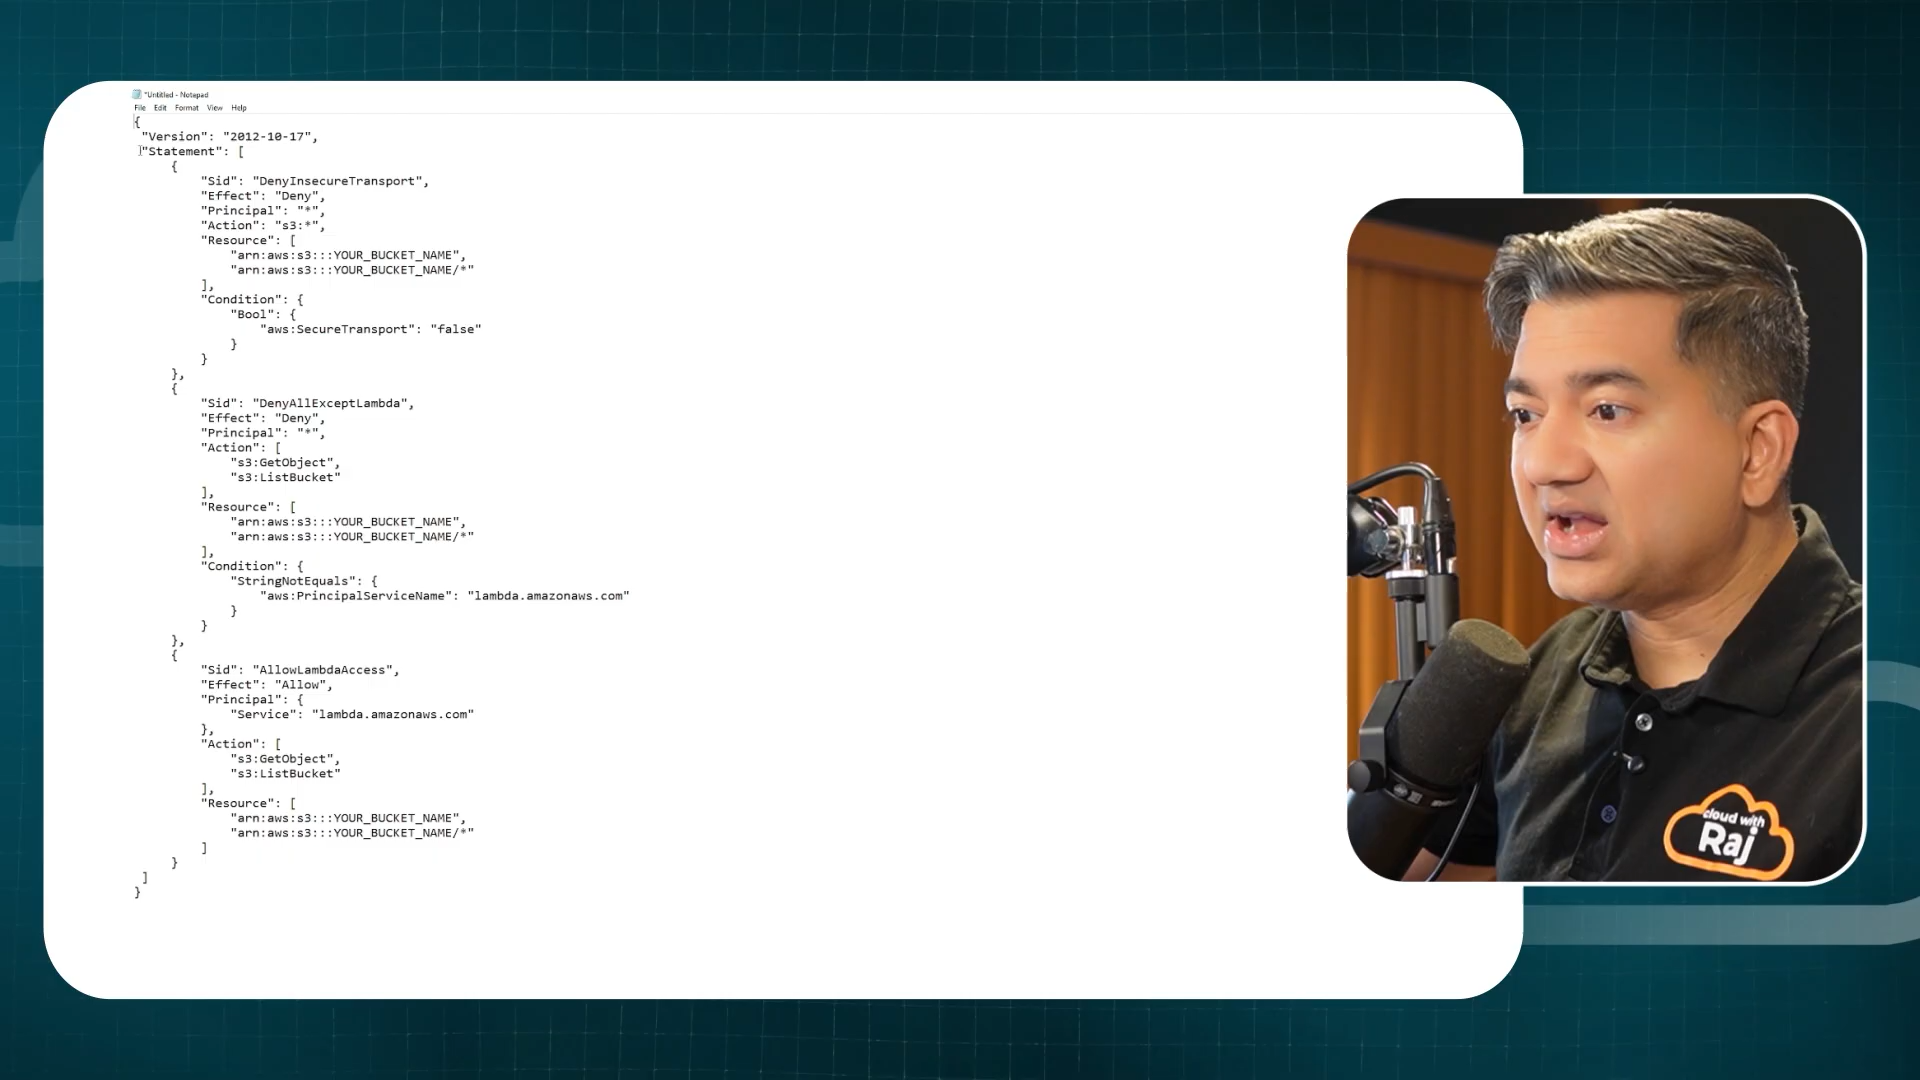 *Untitled - Notepad
File Edit Format View Help
{
"Version": "2012-10-17",
"Statement": [
{
"Sid": "DenyInsecureTransport",
"Effect": "Deny",
"Principal": "*",
"Action": "s3:*",
"Resource": [
"arn:aws:s3:::YOUR_BUCKET_NAME",
"arn:aws:s3:::YOUR_BUCKET_NAME/*"
],
"Condition": {
"Bool": {
"aws:SecureTransport": "false"
}
}
},
{
"Sid": "DenyAllExceptLambda",
"Effect": "Deny",
"Principal": "*",
"Action": [
"s3:GetObject",
"s3:ListBucket"
],
"Resource": [
"arn:aws:s3:::YOUR_BUCKET_NAME",
"arn:aws:s3:::YOUR_BUCKET_NAME/*"
],
"Condition": {
"StringNotEquals": {
"aws:PrincipalServiceName": "lambda.amazonaws.com"
}
}
},
{
"Sid": "AllowLambdaAccess",
"Effect": "Allow",
"Principal": {
"Service": "lambda.amazonaws.com"
},
"Action": [
"s3:GetObject",
"s3:ListBucket"
],
"Resource": [
"arn:aws:s3:::YOUR_BUCKET_NAME",
"arn:aws:s3:::YOUR_BUCKET_NAME/*"
]
}
]
}
cloud with
Raj